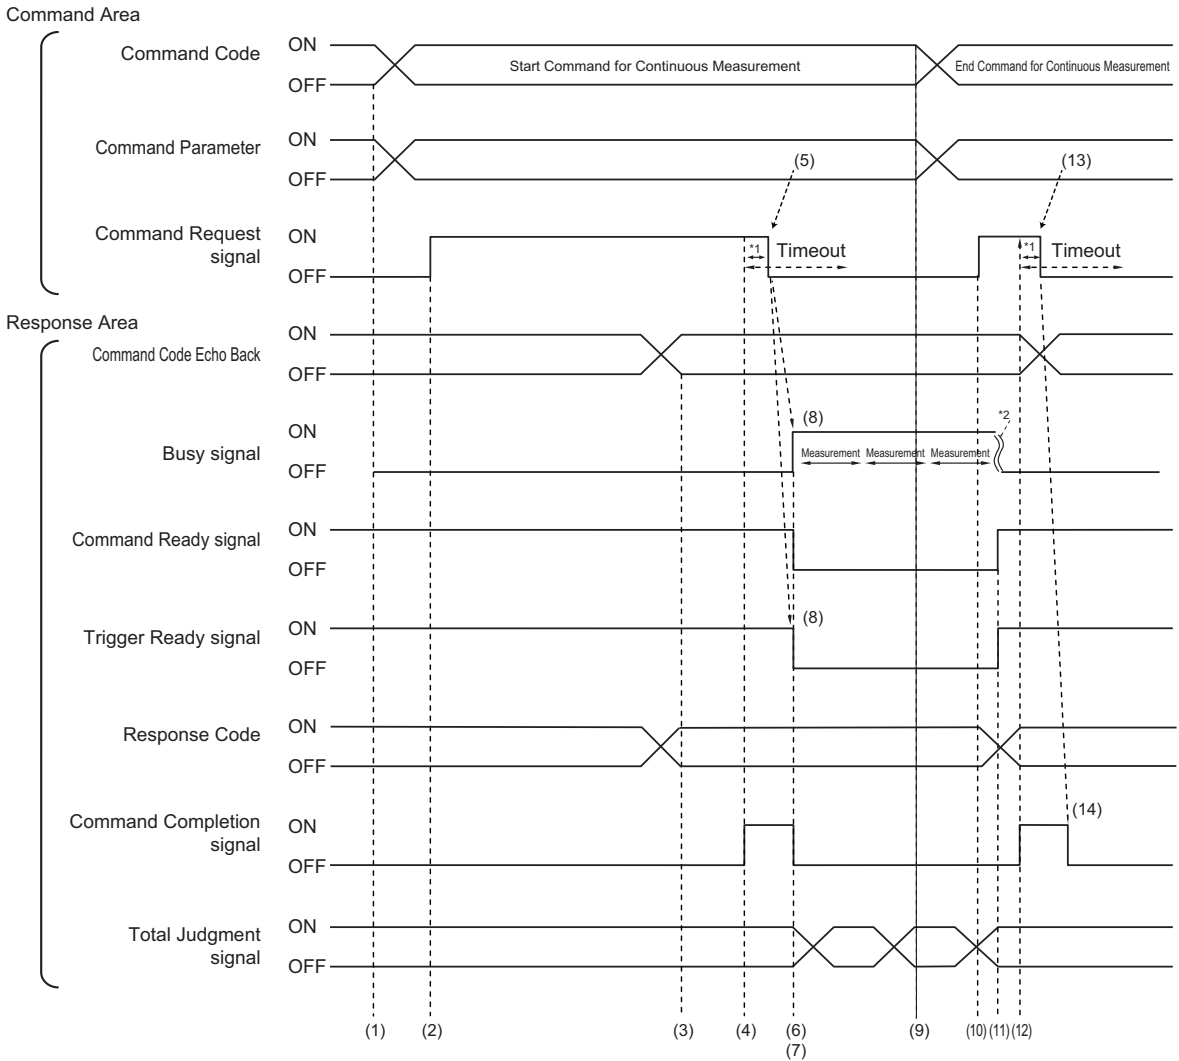 Command Area
Command Code
ON
OFF
Start Command for Continuous Measurement
End Command for Continuous Measurement
Command Parameter
ON
OFF
(5)
(13)
Command Request
signal
ON
OFF
*1
Timeout
*1
Timeout
Response Area
Command Code Echo Back
ON
OFF
Busy signal
ON
OFF
(8)
*2
Measurement
Measurement
Measurement
Command Ready signal
ON
OFF
Trigger Ready signal
ON
OFF
(8)
Response Code
ON
OFF
Command Completion
signal
ON
OFF
(14)
Total Judgment
signal
ON
OFF
(1)
(2)
(3)
(4)
(6)
(7)
(9)
(10)
(11)
(12)